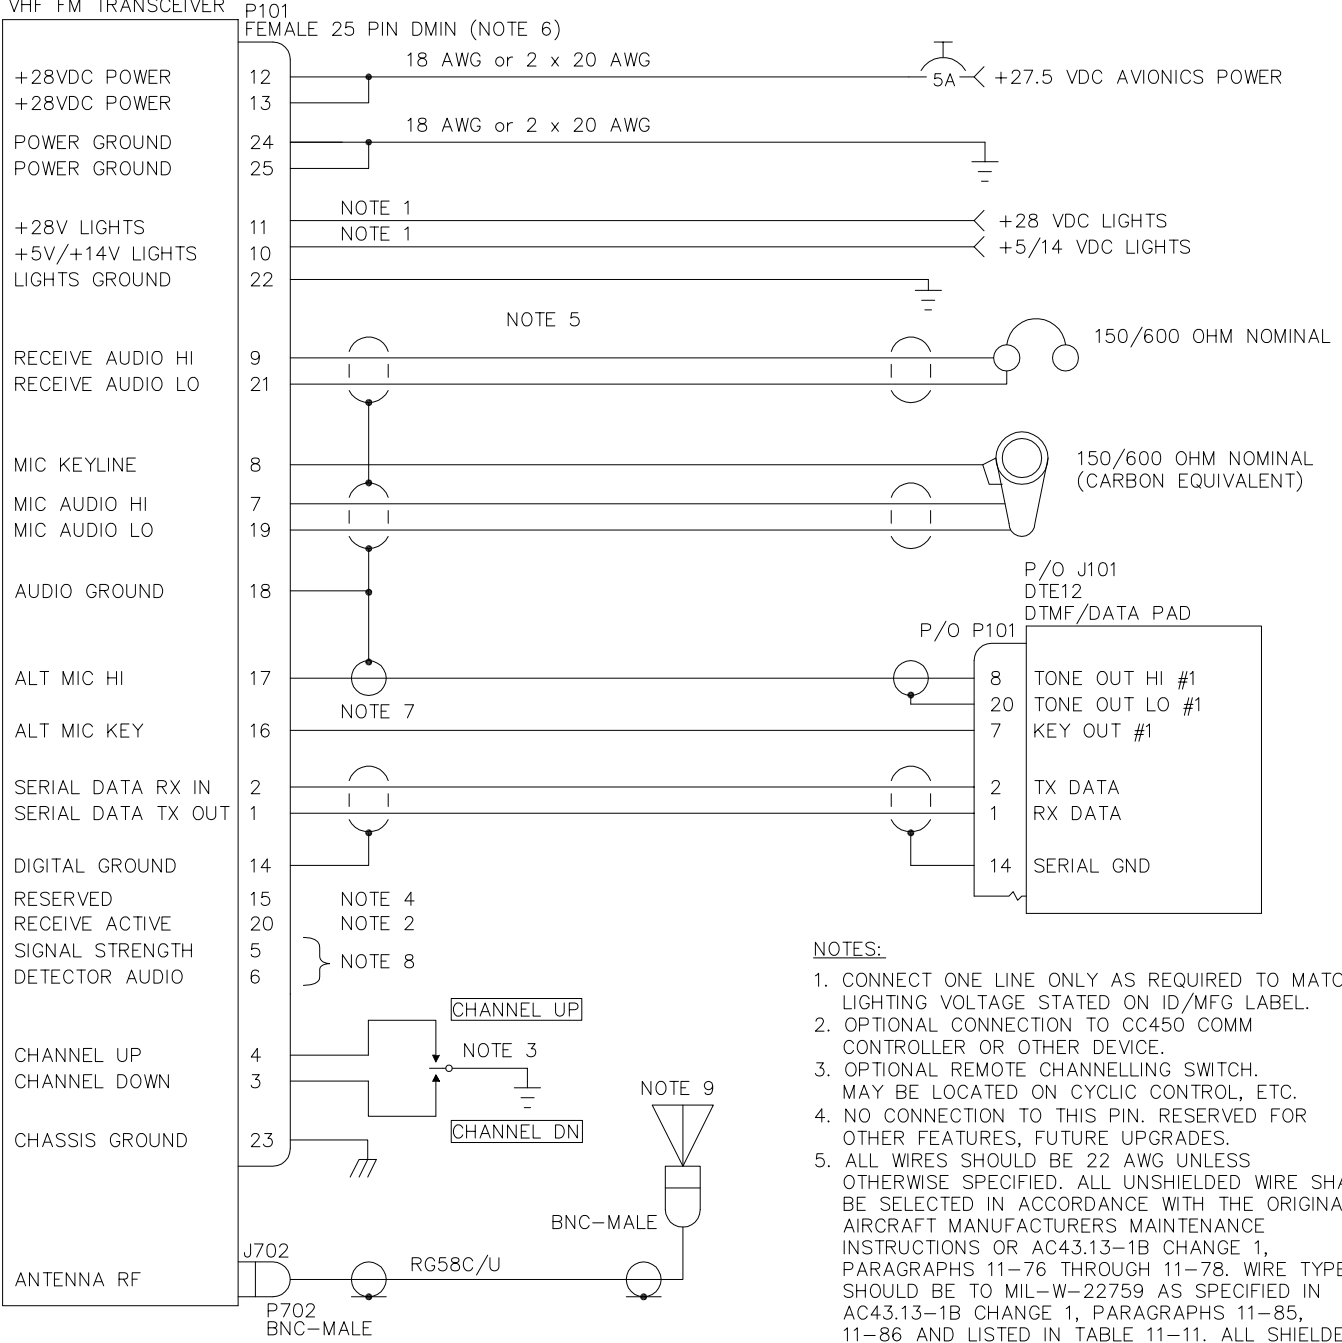 VHF FM TRANSCEIVER
P101
FEMALE 25 PIN DMIN (NOTE 6)
18 AWG or 2 x 20 AWG
+28VDC POWER 12
5A
+27.5 VDC AVIONICS POWER
+28VDC POWER 13
18 AWG or 2 x 20 AWG
POWER GROUND 24
POWER GROUND 25
NOTE 1
+28V LIGHTS 11
+28 VDC LIGHTS
NOTE 1
+5V/+14V LIGHTS 10
+5/14 VDC LIGHTS
LIGHTS GROUND 22
NOTE 5
150/600 OHM NOMINAL
RECEIVE AUDIO HI 9
RECEIVE AUDIO LO 21
MIC KEYLINE 8
150/600 OHM NOMINAL
(CARBON EQUIVALENT)
MIC AUDIO HI 7
MIC AUDIO LO 19
P/O J101
DTE12
DTMF/DATA PAD
AUDIO GROUND 18
P/O P101
ALT MIC HI 17
8 TONE OUT HI #1
20 TONE OUT LO #1
NOTE 7
ALT MIC KEY 16
7 KEY OUT #1
SERIAL DATA RX IN 2
2 TX DATA
SERIAL DATA TX OUT 1
1 RX DATA
DIGITAL GROUND 14
14 SERIAL GND
RESERVED 15 NOTE 4
RECEIVE ACTIVE 20 NOTE 2
SIGNAL STRENGTH 5
NOTE 8
DETECTOR AUDIO 6
CHANNEL UP
CHANNEL UP 4
NOTE 3
CHANNEL DOWN 3
CHANNEL DN
CHASSIS GROUND 23
NOTE 9
BNC-MALE
J702
RG58C/U
ANTENNA RF
P702
BNC-MALE
NOTES:
1. CONNECT ONE LINE ONLY AS REQUIRED TO MATC
LIGHTING VOLTAGE STATED ON ID/MFG LABEL.
2. OPTIONAL CONNECTION TO CC450 COMM
CONTROLLER OR OTHER DEVICE.
3. OPTIONAL REMOTE CHANNELLING SWITCH.
MAY BE LOCATED ON CYCLIC CONTROL, ETC.
4. NO CONNECTION TO THIS PIN. RESERVED FOR
OTHER FEATURES, FUTURE UPGRADES.
5. ALL WIRES SHOULD BE 22 AWG UNLESS
OTHERWISE SPECIFIED. ALL UNSHIELDED WIRE SHA
BE SELECTED IN ACCORDANCE WITH THE ORIGINA
AIRCRAFT MANUFACTURERS MAINTENANCE
INSTRUCTIONS OR AC43.13-1B CHANGE 1,
PARAGRAPHS 11-76 THROUGH 11-78. WIRE TYPE
SHOULD BE TO MIL-W-22759 AS SPECIFIED IN
AC43.13-1B CHANGE 1, PARAGRAPHS 11-85,
11-86 AND LISTED IN TABLE 11-11. ALL SHIELDE